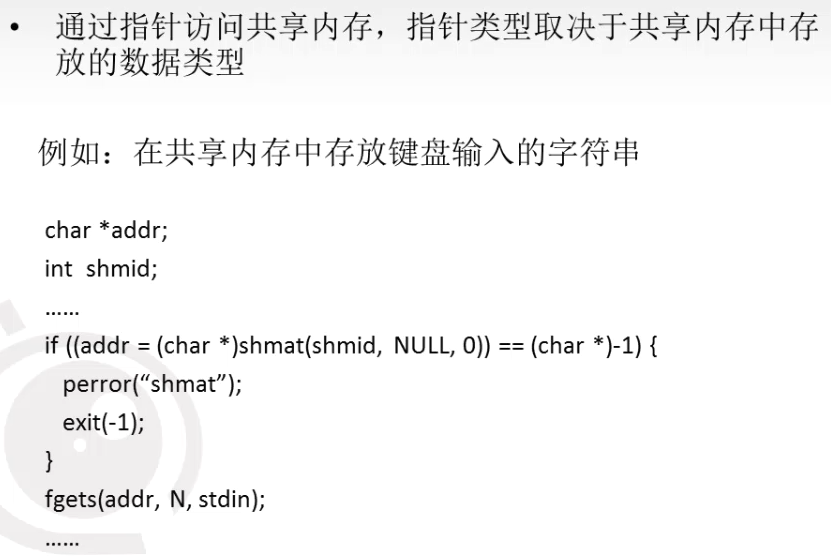 • 通过指针访问共享内存，指针类型取决于共享内存中存
放的数据类型
例如：在共享内存中存放键盘输入的字符串
char *addr;
int  shmid;
……
if ((addr = (char *)shmat(shmid,  NULL, 0)) == (char *)-1) {
perror(“shmat”);
exit(-1);
}
fgets(addr,  N, stdin);
……